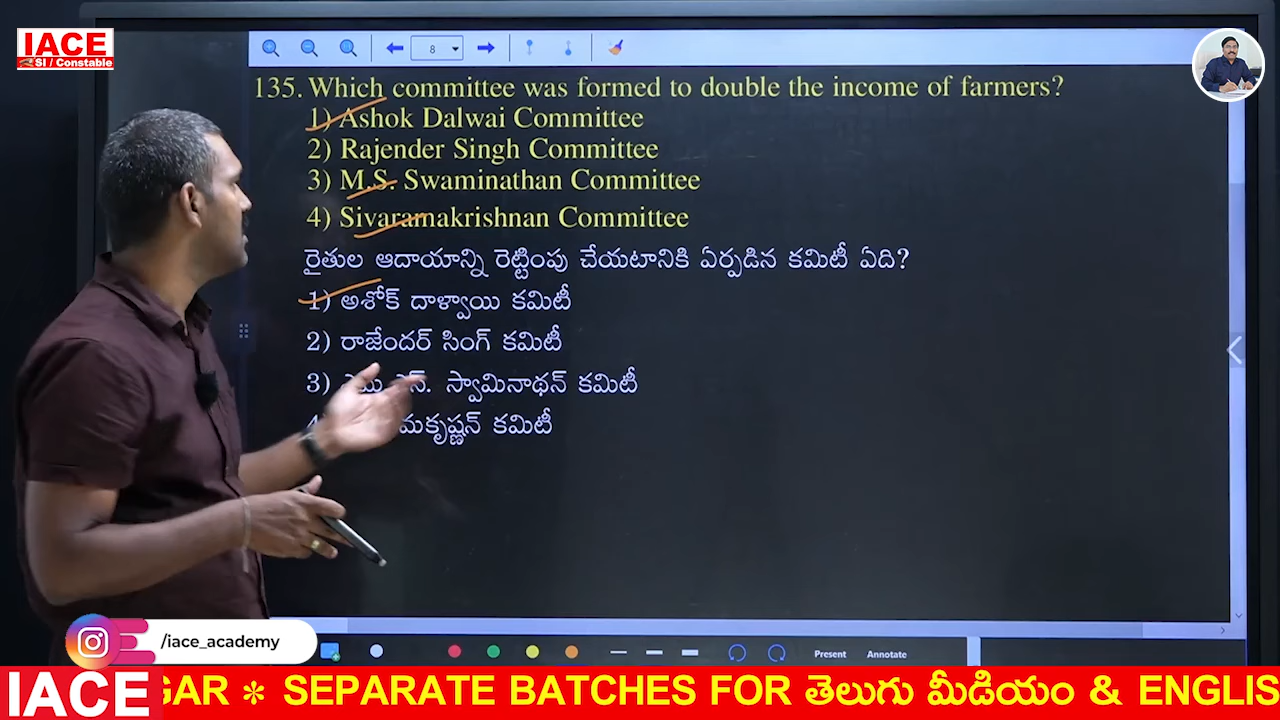 IACE
SI / Constable
8
135. Which committee was formed to double the income of farmers?
1) Ashok Dalwai Committee
2) Rajender Singh Committee
3) M.S. Swaminathan Committee
4) Sivaramakrishnan Committee
రైతుల ఆదాయాన్ని రెట్టింపు చేయటానికి ఏర్పడిన కమిటీ ఏది?
1) అశోక్ దాళ్వాయి కమిటీ
2) రాజేందర్ సింగ్ కమిటీ
3) స్వామినాథన్ కమిటీ
కమిటీ
/iace_academy
Present Annotate
IACE GAR * SEPARATE BATCHES FOR తెలుగు మీడియం & ENGLIS